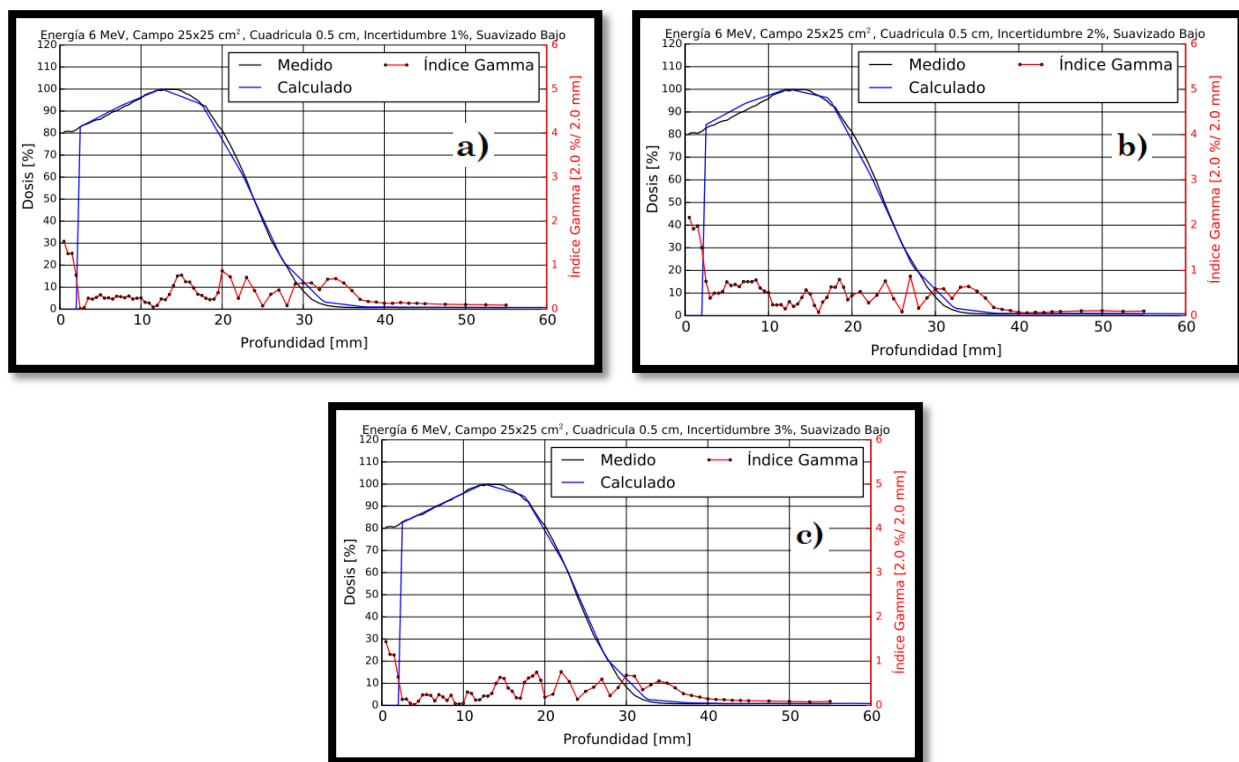 Energía 6 MeV, Campo 25x25 cm², Cuadricula 0.5 cm, Incertidumbre 1%, Suavizado Bajo
Medido
Calculado
Índice Gamma
a)
Dosis [%]
120
110
100
90
80
70
60
50
40
30
20
10
0
0 10 20 30 40 50 60
Profundidad [mm]
6
5
4
3
2
1
0
Índice Gamma [2.0 %/ 2.0 mm]
Energía 6 MeV, Campo 25x25 cm², Cuadricula 0.5 cm, Incertidumbre 2%, Suavizado Bajo
Medido
Calculado
Índice Gamma
b)
Dosis [%]
120
110
100
90
80
70
60
50
40
30
20
10
0
0 10 20 30 40 50 60
Profundidad [mm]
6
5
4
3
2
1
0
Índice Gamma [2.0 %/ 2.0 mm]
Energía 6 MeV, Campo 25x25 cm², Cuadricula 0.5 cm, Incertidumbre 3%, Suavizado Bajo
Medido
Calculado
Índice Gamma
c)
Dosis [%]
120
110
100
90
80
70
60
50
40
30
20
10
0
0 10 20 30 40 50 60
Profundidad [mm]
6
5
4
3
2
1
0
Índice Gamma [2.0 %/ 2.0 mm]